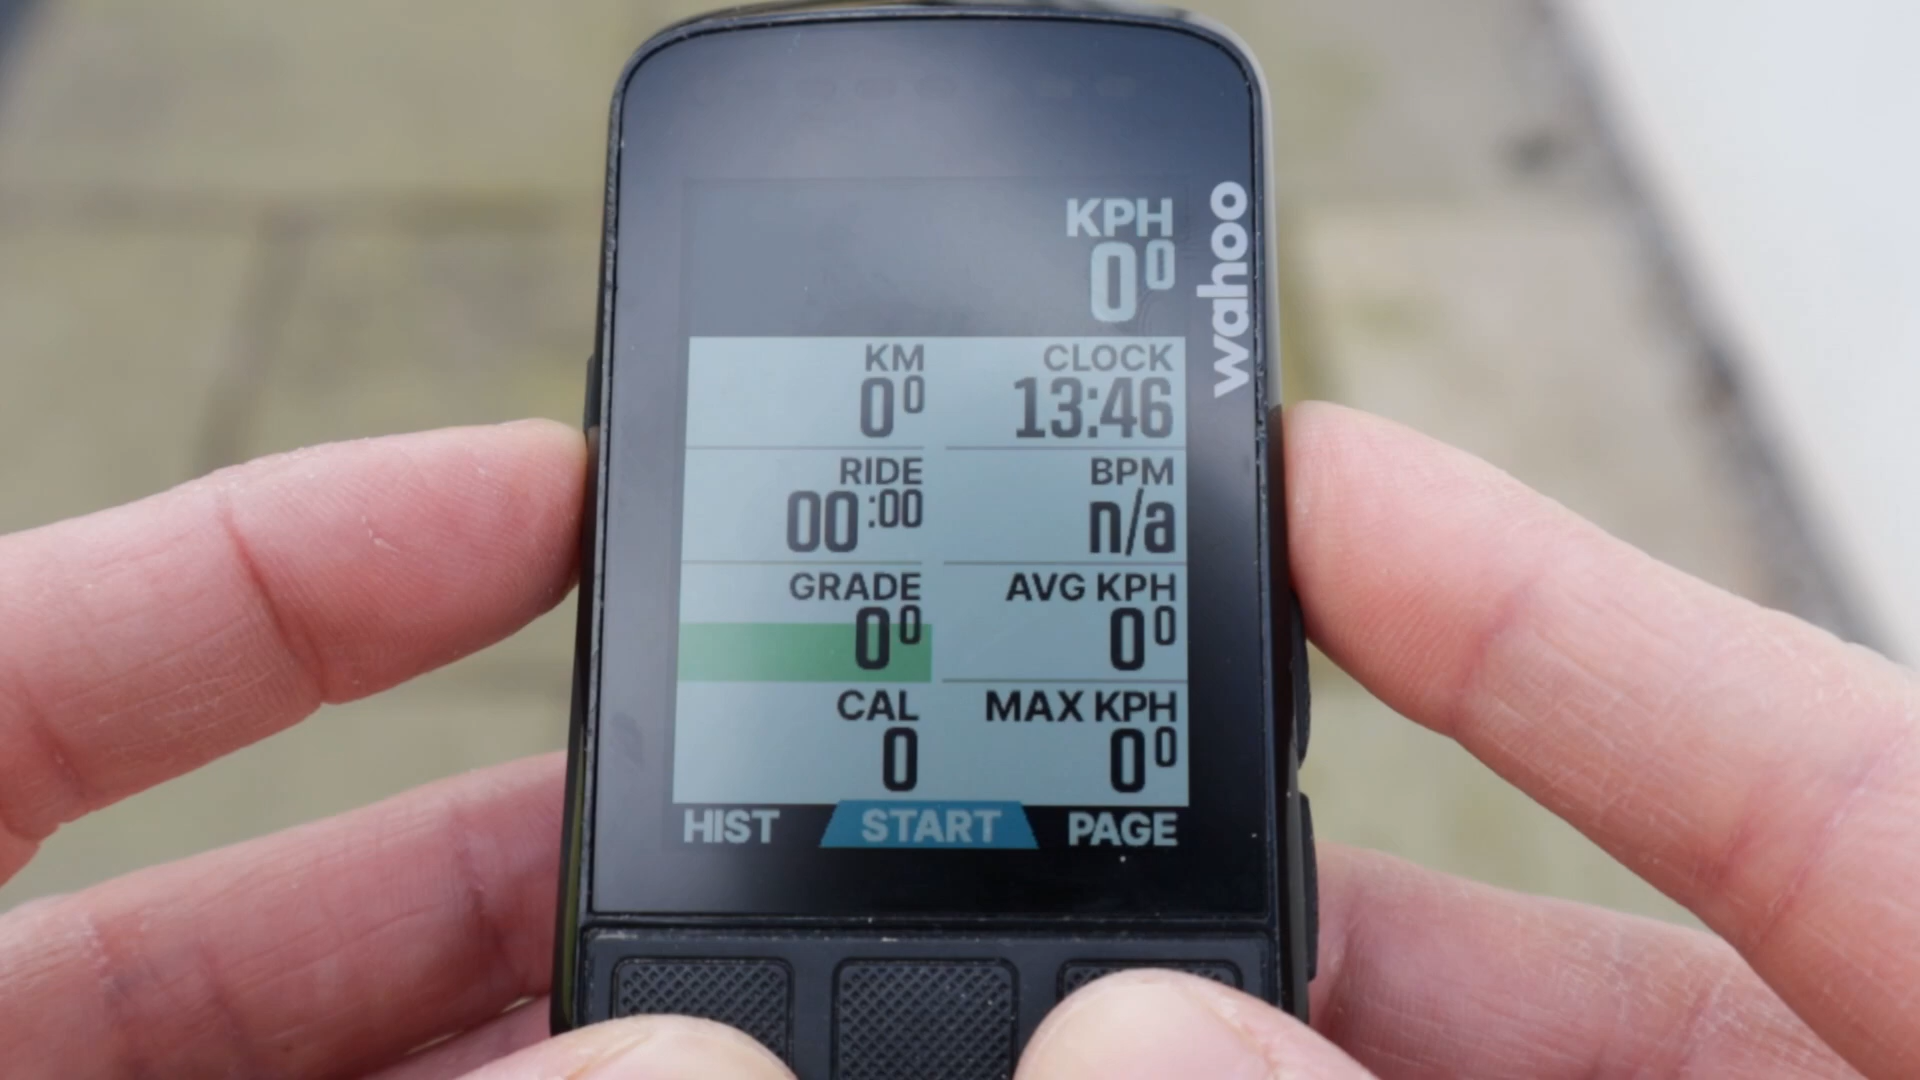 KPH
0⁰
wahoo
KM
0⁰
CLOCK
13:46
RIDE
00:00
BPM
n/a
GRADE
0⁰
AVG KPH
0⁰
CAL
0
MAX KPH
0⁰
HIST START PAGE